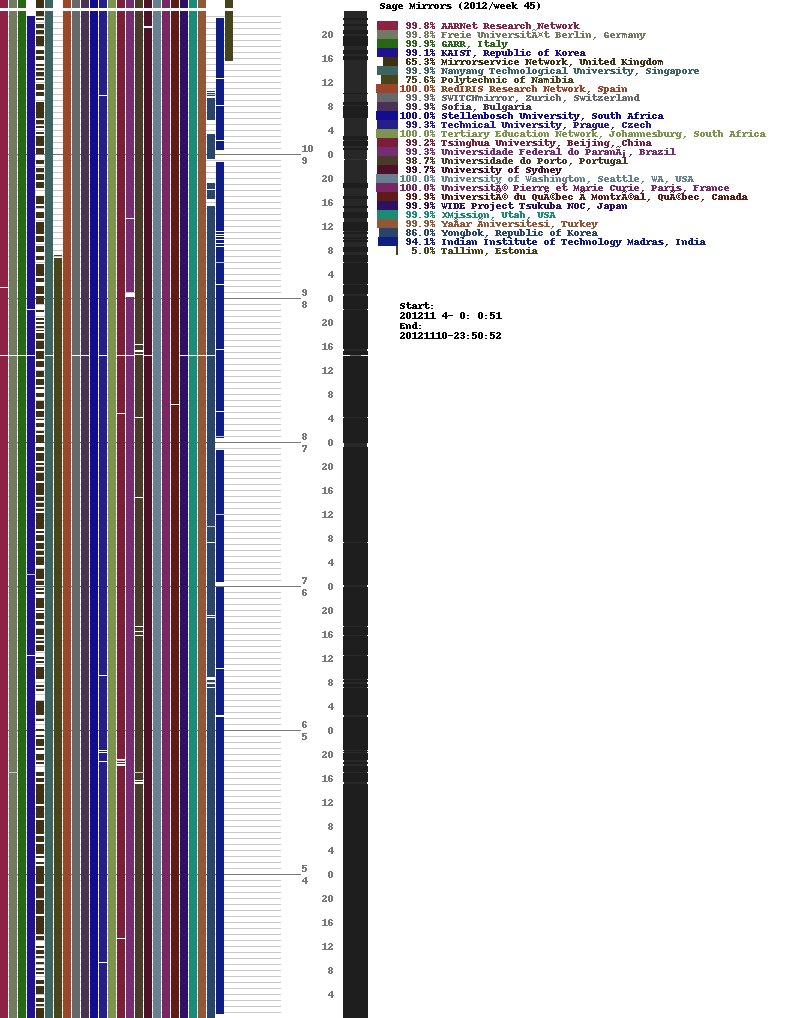 Sage Mirrors (2012/week 45)
99.8% AARNet Research Network
99.8% Freie UniversitÃ¤t Berlin, Germany
99.9% GARR, Italy
99.1% KAIST, Republic of Korea
65.3% Mirrorservice Network, United Kingdom
99.9% Nanyang Technological University, Singapore
75.6% Polytechnic of Namibia
100.0% RedIRIS Research Network, Spain
99.9% SWITCHmirror, Zurich, Switzerland
99.9% Sofia, Bulgaria
100.0% Stellenbosch University, South Africa
99.3% Technical University, Prague, Czech
100.0% Tertiary Education Network, Johannesburg, South Africa
99.2% Tsinghua University, Beijing, China
99.3% Universidade Federal do ParanÃ¡, Brazil
98.7% Universidade do Porto, Portugal
99.7% University of Sydney
100.0% University of Washington, Seattle, WA, USA
100.0% UniversitÃ© Pierre et Marie Curie, Paris, France
99.9% UniversitÃ© du QuÃ©bec Ã MontrÃ©al, QuÃ©bec, Canada
99.9% WIDE Project Tsukuba NOC, Japan
99.9% XMission, Utah, USA
99.9% YaÅar Ãniversitesi, Turkey
86.0% Yongbok, Republic of Korea
94.1% Indian Institute of Technology Madras, India
5.0% Tallinn, Estonia
Start:
201211 4- 0: 0:51
End:
20121110-23:50:52
20
16
12
8
4
10
0
9
20
16
12
8
4
9
0
8
20
16
12
8
4
8
0
7
20
16
12
8
4
7
0
6
20
16
12
8
4
6
0
5
20
16
12
8
4
5
0
4
20
16
12
8
4